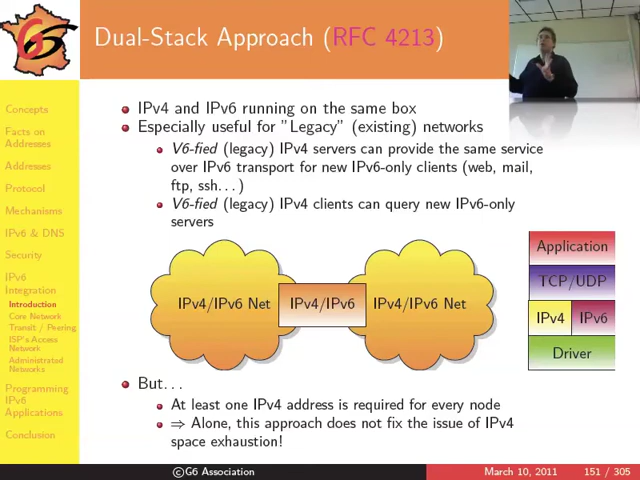 G6
Dual-Stack Approach (RFC 4213)
Concepts
Facts on
Addresses
Addresses
Protocol
Mechanisms
IPv6 & DNS
Security
IPv6
Integration
Introduction
Core Network
Transit / Peering
ISP's Access
Network
Administrated
Networks
Programming
IPv6
Applications
Conclusion
IPv4 and IPv6 running on the same box
Especially useful for "Legacy" (existing) networks
V6-fied (legacy) IPv4 servers can provide the same service
over IPv6 transport for new IPv6-only clients (web, mail,
ftp, ssh. . . )
V6-fied (legacy) IPv4 clients can query new IPv6-only
servers
IPv4/IPv6 Net
IPv4/IPv6
IPv4/IPv6 Net
Application
TCP/UDP
IPv4
IPv6
Driver
But. . .
At least one IPv4 address is required for every node
⇒ Alone, this approach does not fix the issue of IPv4
space exhaustion!
©G6 Association
March 10, 2011
151 / 305